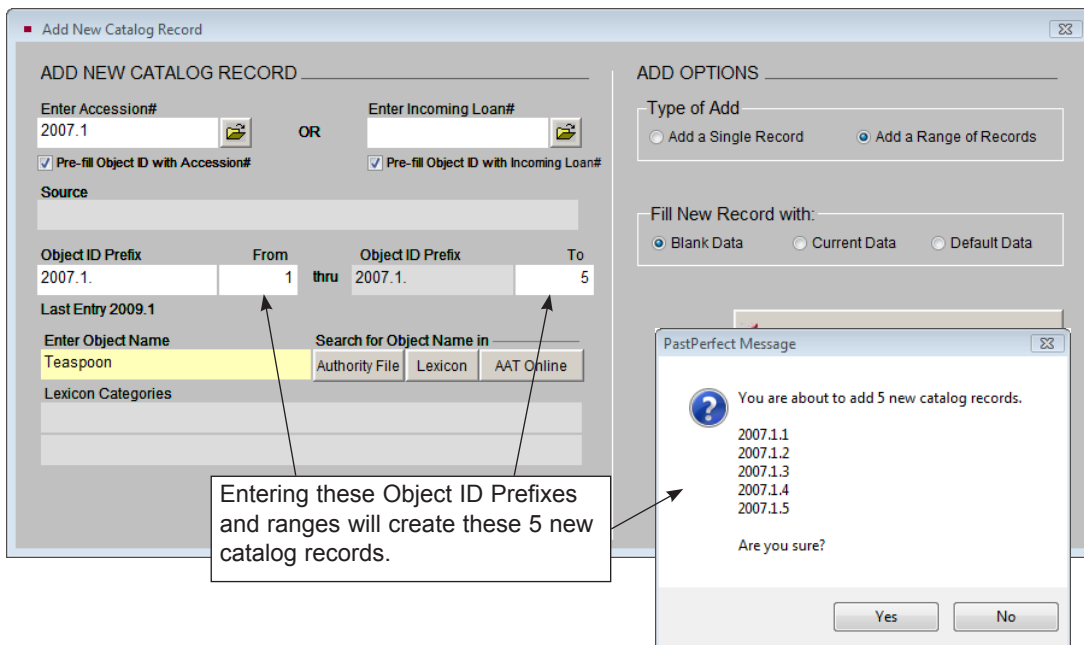 Add New Catalog Record
ADD NEW CATALOG RECORD
Enter Accession#
Enter Incoming Loan#
2007.1
OR
Pre-fill Object ID with Accession#
Pre-fill Object ID with Incoming Loan#
Source
Object ID Prefix
From
Object ID Prefix
To
2007.1.
1
thru
2007.1.
5
Last Entry 2009.1
Enter Object Name
Search for Object Name in
Teaspoon
Authority File
Lexicon
AAT Online
Lexicon Categories
Entering these Object ID Prefixes
and ranges will create these 5 new
catalog records.
ADD OPTIONS
Type of Add
Add a Single Record
Add a Range of Records
Fill New Record with:
Blank Data
Current Data
Default Data
PastPerfect Message
You are about to add 5 new catalog records.
2007.1.1
2007.1.2
2007.1.3
2007.1.4
2007.1.5
Are you sure?
Yes
No